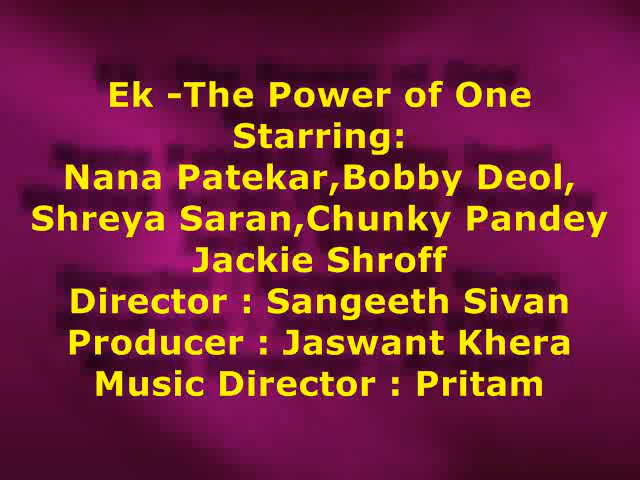 Ek -The Power of One
Starring:
Nana Patekar,Bobby Deol,
Shreya Saran,Chunky Pandey
Jackie Shroff
Director : Sangeeth Sivan
Producer : Jaswant Khera
Music Director : Pritam